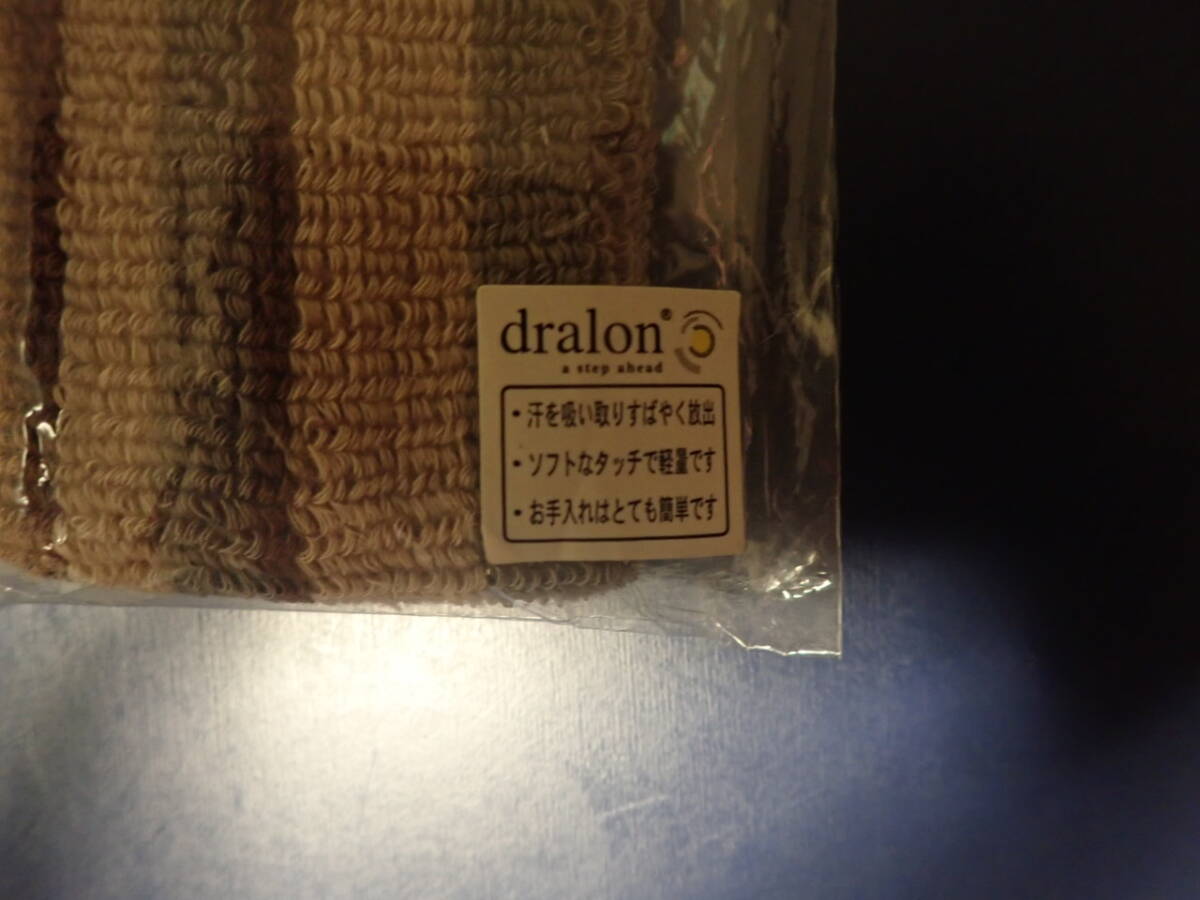 dralon®
a step ahead
・汗を吸い取りすばやく放出
・ソフトなタッチで軽量です
・お手入れはとても簡単です